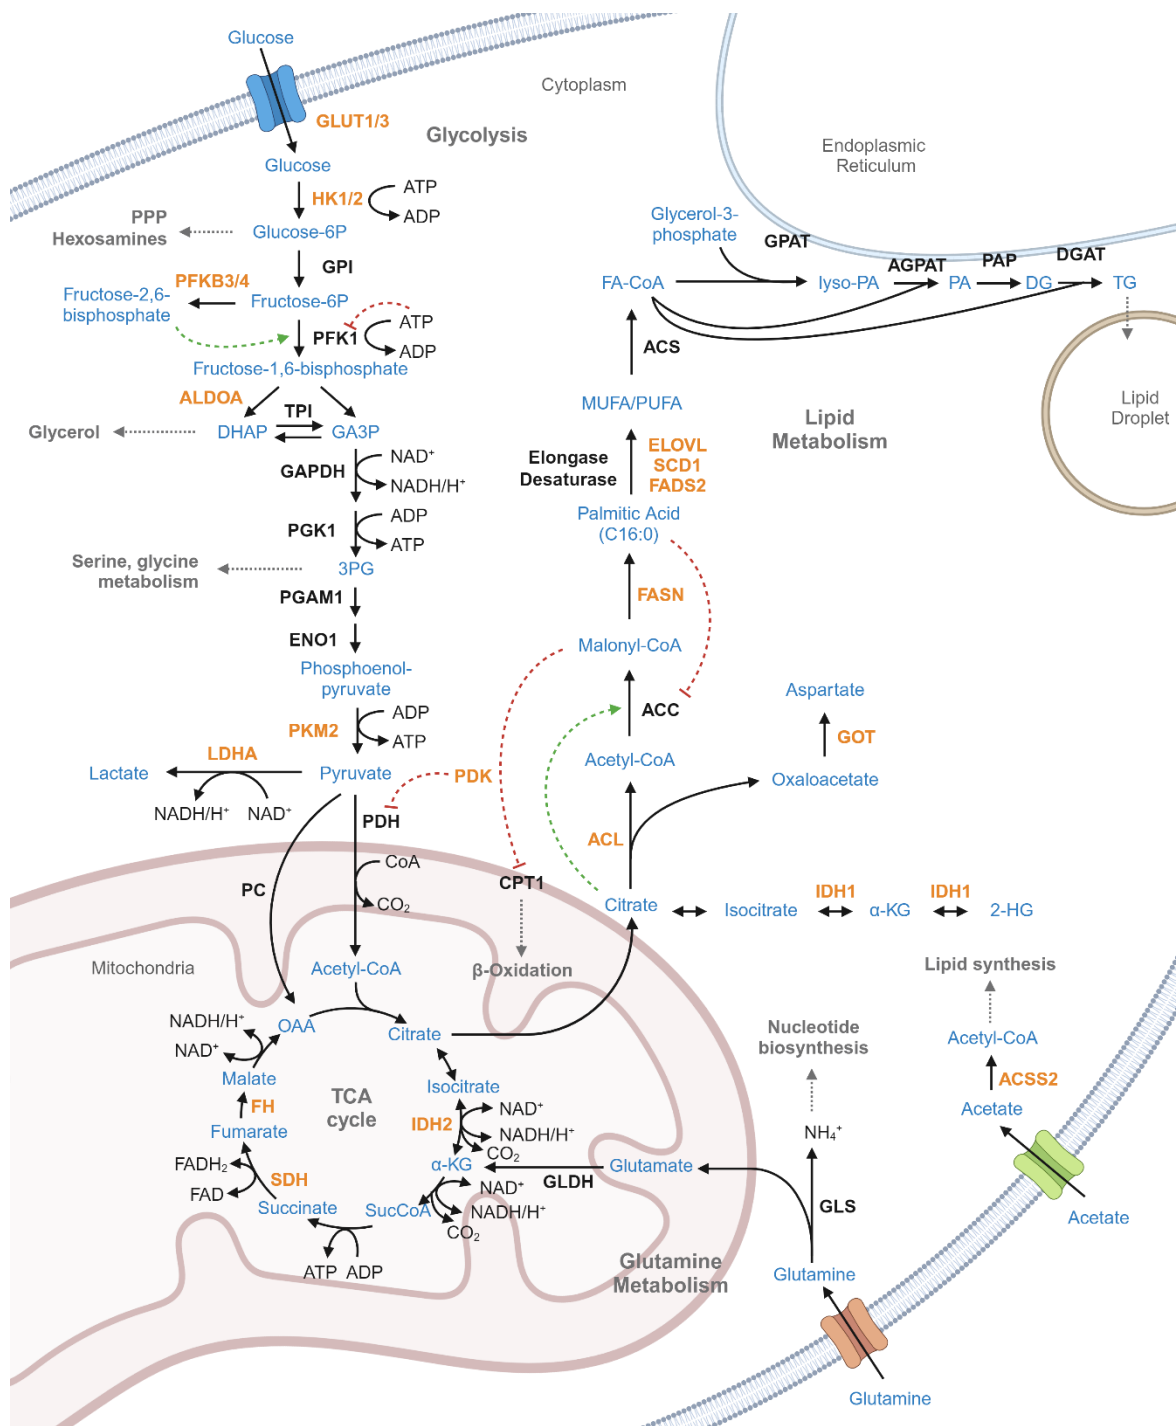 Glucose
Cytoplasm
GLUT1/3
Glycolysis
Endoplasmic
Reticulum
Glucose
HK1/2
ATP
ADP
PPP
Hexosamines
Glucose-6P
GPI
PFKB3/4
Fructose-2,6-
bisphosphate
Fructose-6P
PFK1
ATP
ADP
Fructose-1,6-bisphosphate
ALDOA
TPI
Glycerol
DHAP
GA3P
GAPDH
NAD⁺
NADH/H⁺
PGK1
ADP
ATP
Serine, glycine
metabolism
3PG
PGAM1
ENO1
Phosphoenol-
pyruvate
PKM2
ADP
ATP
LDHA
Lactate
Pyruvate
NADH/H⁺
NAD⁺
PDK
PDH
PC
CoA
CO₂
CPT1
β-Oxidation
Glycerol-3-
phosphate
GPAT
FA-CoA
lyso-PA
AGPAT
PA
PAP
DG
DGAT
TG
ACS
MUFA/PUFA
Lipid
Metabolism
Lipid
Droplet
Elongase
Desaturase
ELOVL
SCD1
FADS2
Palmitic Acid
(C16:0)
FASN
Malonyl-CoA
ACC
Aspartate
GOT
Acetyl-CoA
Oxaloacetate
ACL
Citrate
Isocitrate
IDH1
α-KG
IDH1
2-HG
Mitochondria
Acetyl-CoA
OAA
Citrate
NADH/H⁺
NAD⁺
Malate
TCA
cycle
Isocitrate
FH
IDH2
NAD⁺
NADH/H⁺
CO₂
Fumarate
FADH₂
FAD
SDH
Succinate
α-KG
SucCoA
NAD⁺
NADH/H⁺
CO₂
ATP
ADP
GLDH
Glutamate
Glutamine
Metabolism
Nucleotide
biosynthesis
NH₄⁺
GLS
Glutamine
Glutamine
Lipid synthesis
Acetyl-CoA
ACSS2
Acetate
Acetate